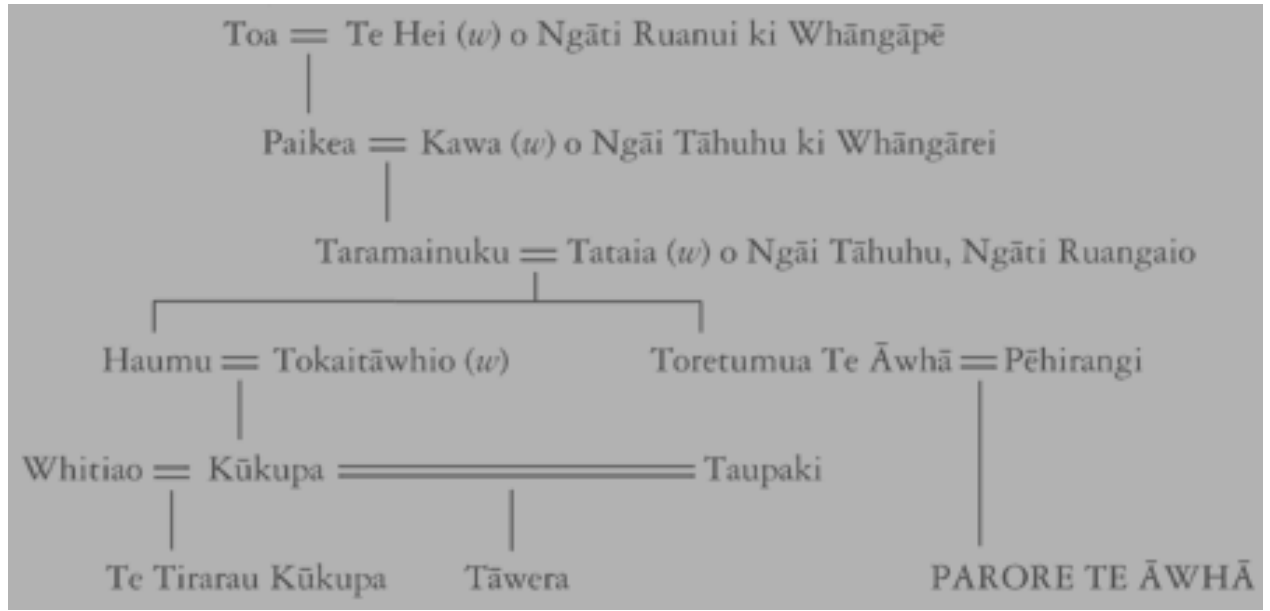 Toa = Te Hei (w) o Ngāti Ruanui ki Whāngāpē
Paikea = Kawa (w) o Ngāi Tāhuhu ki Whāngārei
Taramainuku = Tataia (w) o Ngāi Tāhuhu, Ngāti Ruangaio
Haumu = Tokaitāwhio (w) Toretumua Te Āwhā = Pēhirangi
Whitiao = Kūkupa = Taupaki
Te Tirarau Kūkupa Tāwera PARORE TE ĀWHĀ